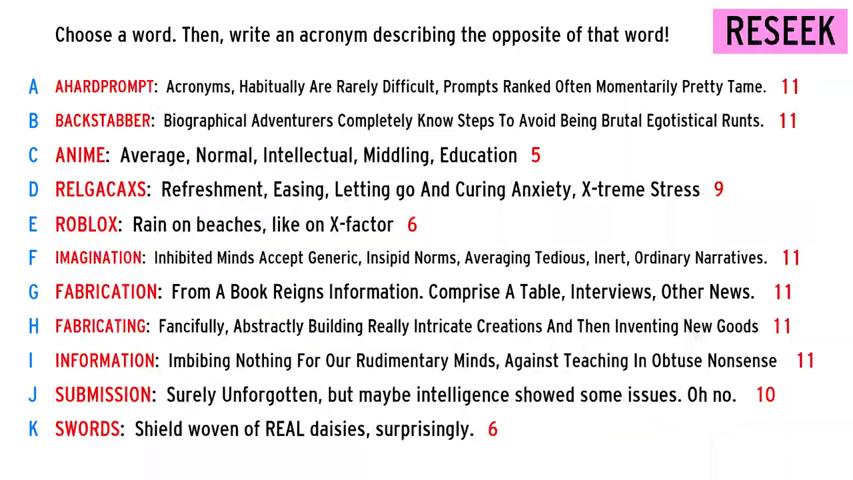 Choose a word. Then, write an acronym describing the opposite of that word!
RESEEK
A AHARDPROMPT: Acronyms, Habitually Are Rarely Difficult, Prompts Ranked Often Momentarily Pretty Tame. 11
B BACKSTABBER: Biographical Adventurers Completely Know Steps To Avoid Being Brutal Egotistical Runts. 11
C ANIME: Average, Normal, Intellectual, Middling, Education 5
D RELGACAXS: Refreshment, Easing, Letting go And Curing Anxiety, X-treme Stress 9
E ROBLOX: Rain on beaches, like on X-factor 6
F IMAGINATION: Inhibited Minds Accept Generic, Insipid Norms, Averaging Tedious, Inert, Ordinary Narratives. 11
G FABRICATION: From A Book Reigns Information. Comprise A Table, Interviews, Other News. 11
H FABRICATING: Fancifully, Abstractly Building Really Intricate Creations And Then Inventing New Goods 11
I INFORMATION: Imbibing Nothing For Our Rudimentary Minds, Against Teaching In Obtuse Nonsense 11
J SUBMISSION: Surely Unforgotten, but maybe intelligence showed some issues. Oh no. 10
K SWORDS: Shield woven of REAL daisies, surprisingly. 6